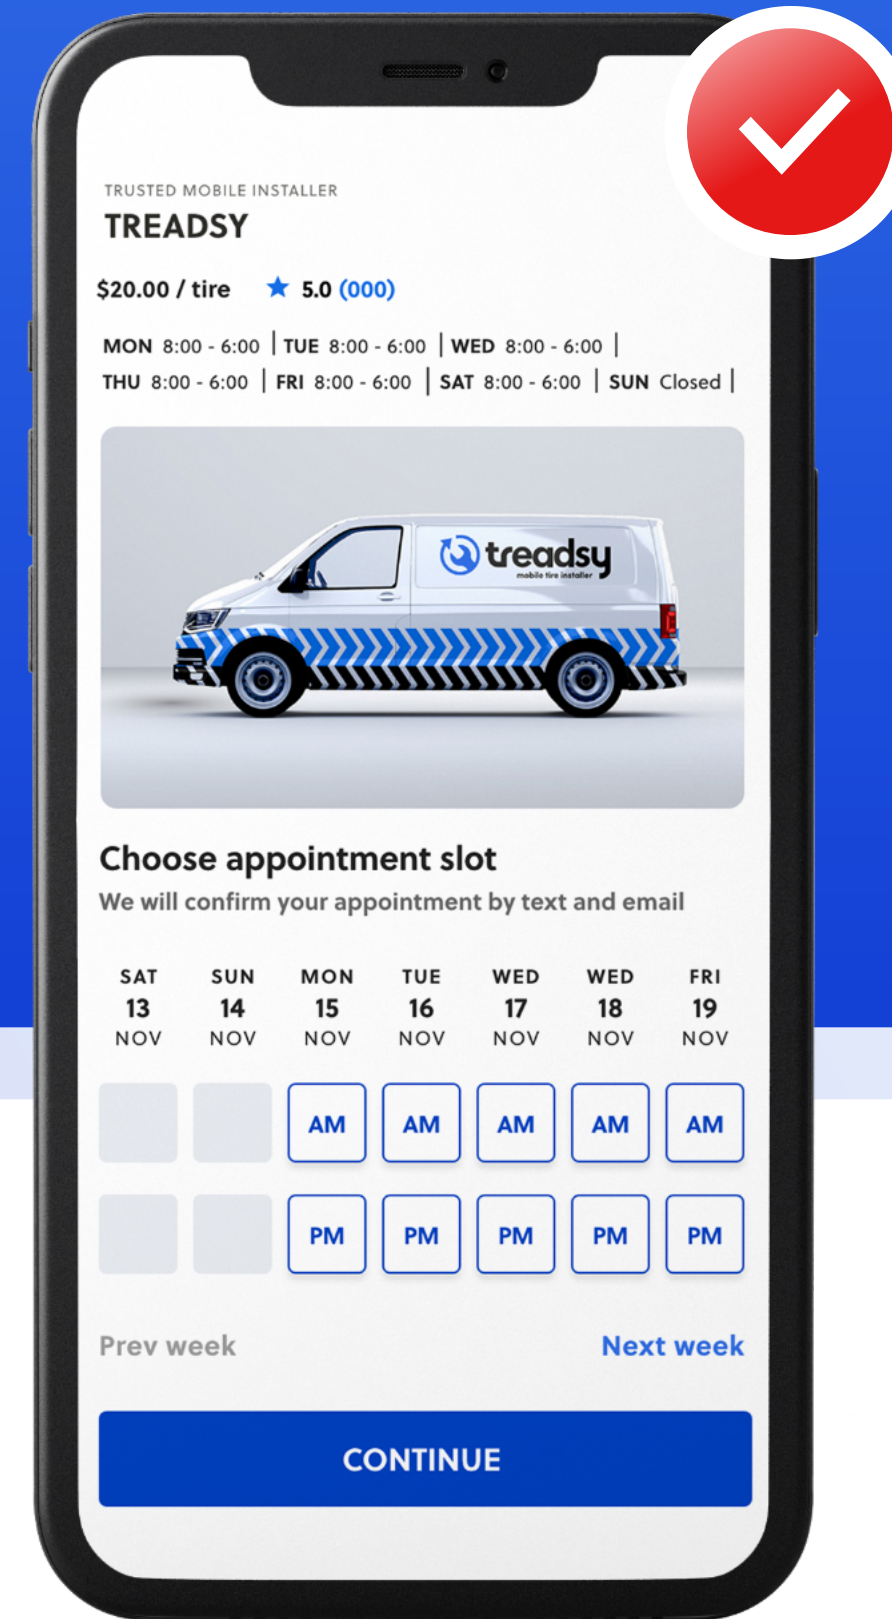 TRUSTED MOBILE INSTALLER
TREADSY
$20.00 / tire ★ 5.0 (000)
MON 8:00 - 6:00 | TUE 8:00 - 6:00 | WED 8:00 - 6:00 |
THU 8:00 - 6:00 | FRI 8:00 - 6:00 | SAT 8:00 - 6:00 | SUN Closed |
treadsy
mobile tire installer
Choose appointment slot
We will confirm your appointment by text and email
SAT SUN MON TUE WED WED FRI
13 14 15 16 17 18 19
NOV NOV NOV NOV NOV NOV NOV
AM AM AM AM AM
PM PM PM PM PM
Prev week Next week
CONTINUE